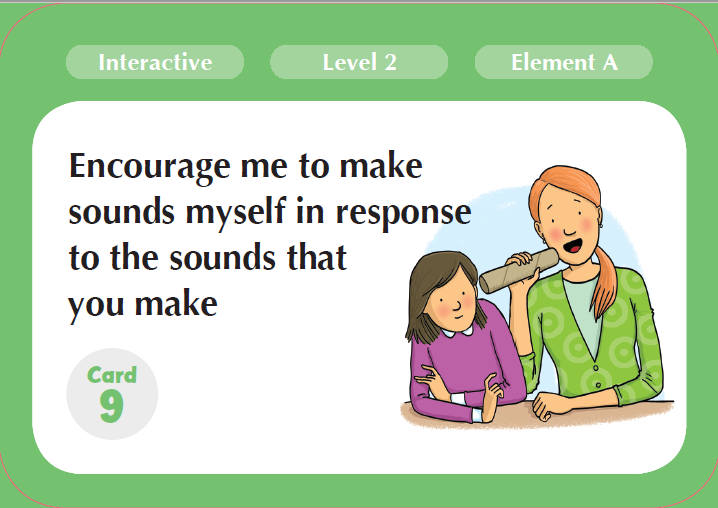 Interactive
Level 2
Element A
Encourage me to make
sounds myself in response
to the sounds that
you make
Card
9